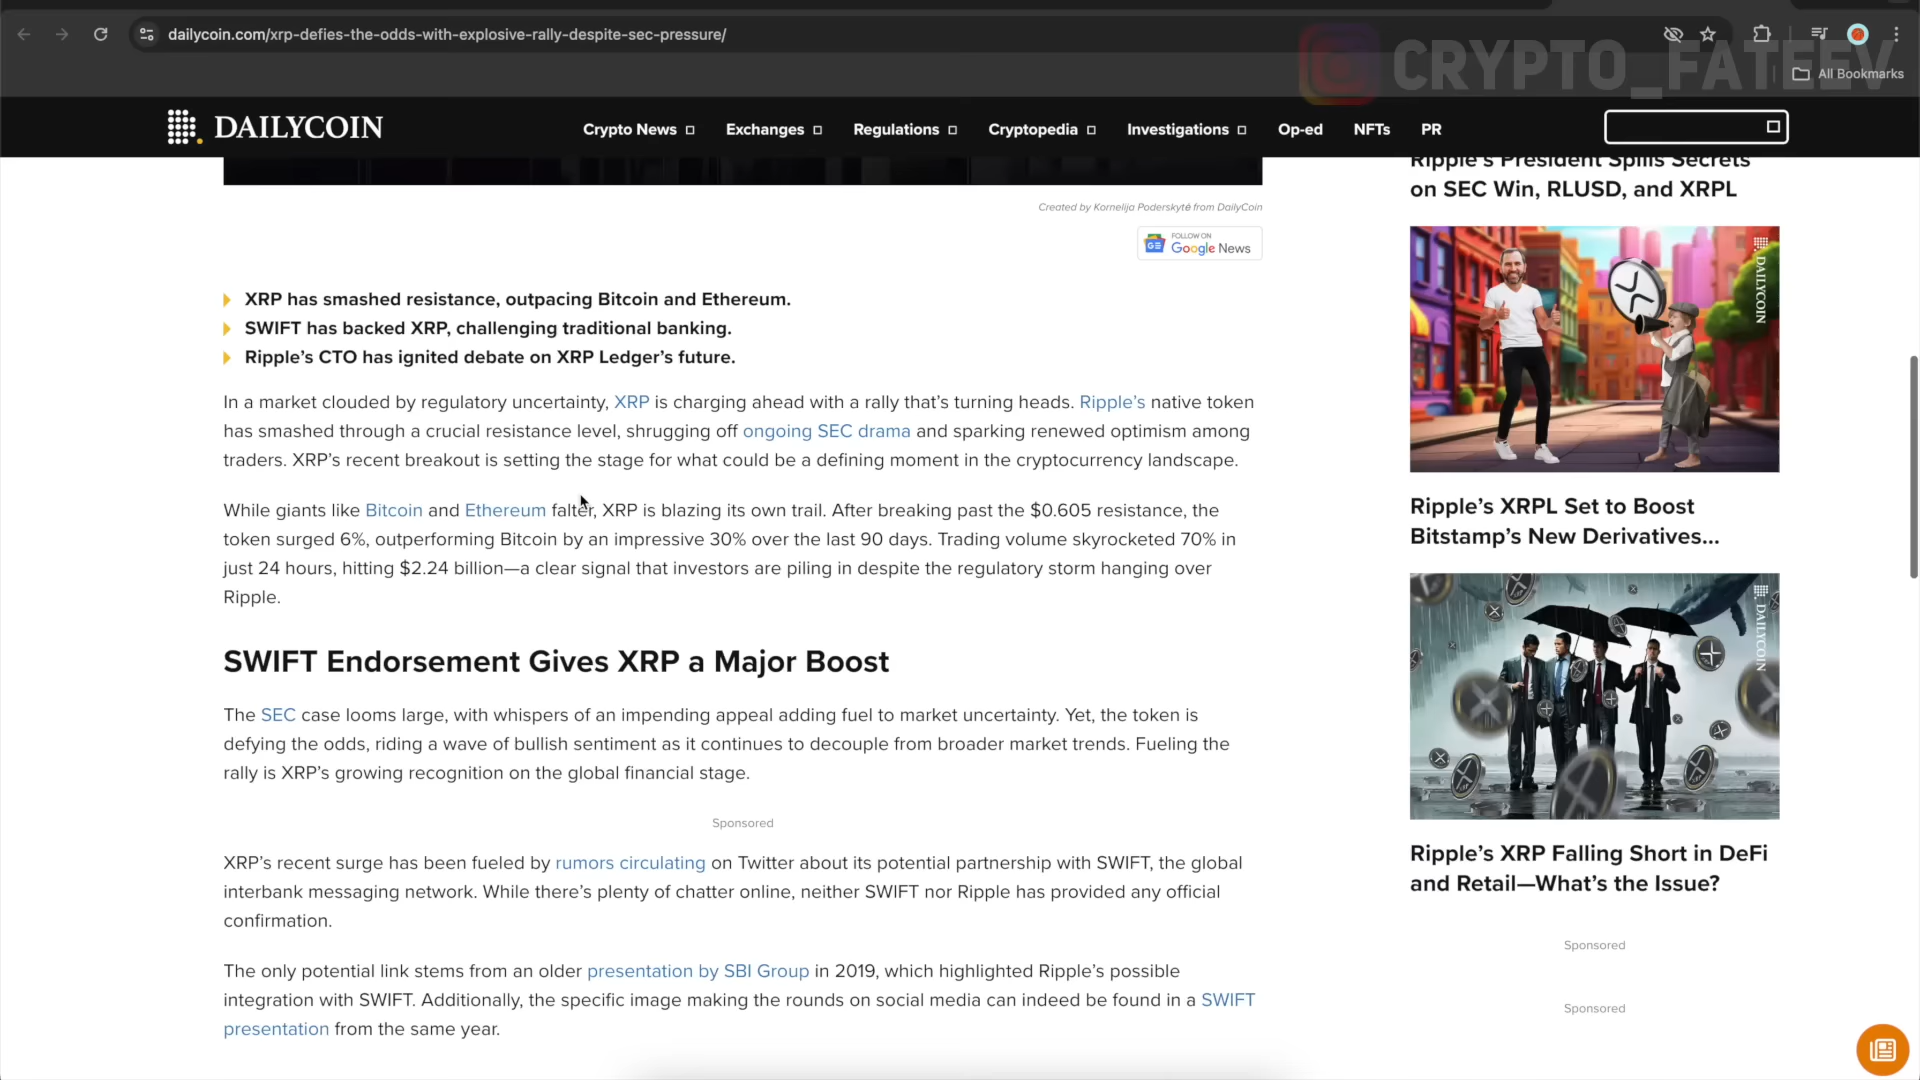 dailycoin.com/xrp-defies-the-odds-with-explosive-rally-despite-sec-pressure/
CRYPTO_FATEEV
All Bookmarks
DAILYCOIN
Crypto News
Exchanges
Regulations
Cryptopedia
Investigations
Op-ed
NFTs
PR
Created by Kornelija Poderskytė from DailyCoin
FOLLOW ON
Google News
XRP has smashed resistance, outpacing Bitcoin and Ethereum.
SWIFT has backed XRP, challenging traditional banking.
Ripple’s CTO has ignited debate on XRP Ledger’s future.
In a market clouded by regulatory uncertainty, XRP is charging ahead with a rally that’s turning heads. Ripple’s native token
has smashed through a crucial resistance level, shrugging off ongoing SEC drama and sparking renewed optimism among
traders. XRP’s recent breakout is setting the stage for what could be a defining moment in the cryptocurrency landscape.
While giants like Bitcoin and Ethereum falter, XRP is blazing its own trail. After breaking past the $0.605 resistance, the
token surged 6%, outperforming Bitcoin by an impressive 30% over the last 90 days. Trading volume skyrocketed 70% in
just 24 hours, hitting $2.24 billion—a clear signal that investors are piling in despite the regulatory storm hanging over
Ripple.
SWIFT Endorsement Gives XRP a Major Boost
The SEC case looms large, with whispers of an impending appeal adding fuel to market uncertainty. Yet, the token is
defying the odds, riding a wave of bullish sentiment as it continues to decouple from broader market trends. Fueling the
rally is XRP’s growing recognition on the global financial stage.
Sponsored
XRP’s recent surge has been fueled by rumors circulating on Twitter about its potential partnership with SWIFT, the global
interbank messaging network. While there’s plenty of chatter online, neither SWIFT nor Ripple has provided any official
confirmation.
The only potential link stems from an older presentation by SBI Group in 2019, which highlighted Ripple’s possible
integration with SWIFT. Additionally, the specific image making the rounds on social media can indeed be found in a SWIFT
presentation from the same year.
Ripple’s President Spills Secrets
on SEC Win, RLUSD, and XRPL
DAILYCOIN
Ripple’s XRPL Set to Boost
Bitstamp’s New Derivatives...
DAILYCOIN
Ripple’s XRP Falling Short in DeFi
and Retail—What’s the Issue?
Sponsored
Sponsored